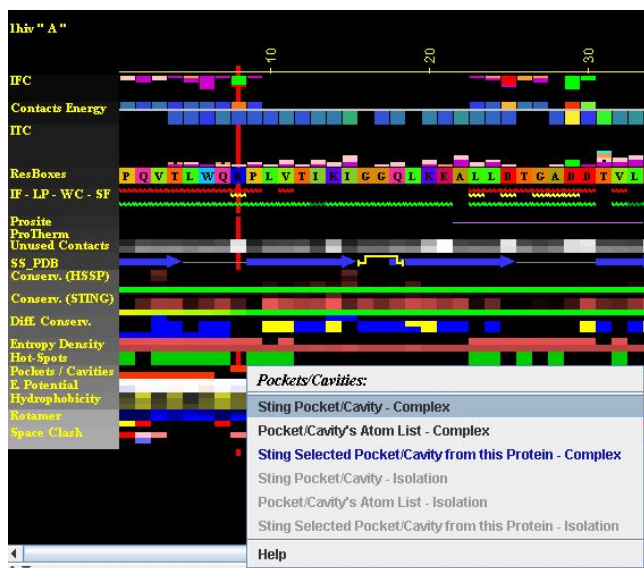 1hiv " A "
10 20 30
IFC
Contacts Energy
ITC
ResBoxes P Q V T L W Q R P L V T I K I G G Q L K E A L L D T G A D D T V L
IF - LP - WC - SF
Prosite
ProTherm
Unused Contacts
SS_PDB
Conserv. (HSSP)
Conserv. (STING)
Diff. Conserv.
Entropy Density
Hot-Spots
Pockets / Cavities
E. Potential
Hydrophobicity
Rotamer
Space Clash
Pockets/Cavities:
Sting Pocket/Cavity - Complex
Pocket/Cavity's Atom List - Complex
Sting Selected Pocket/Cavity from this Protein - Complex
Sting Pocket/Cavity - Isolation
Pocket/Cavity's Atom List - Isolation
Sting Selected Pocket/Cavity from this Protein - Isolation
Help